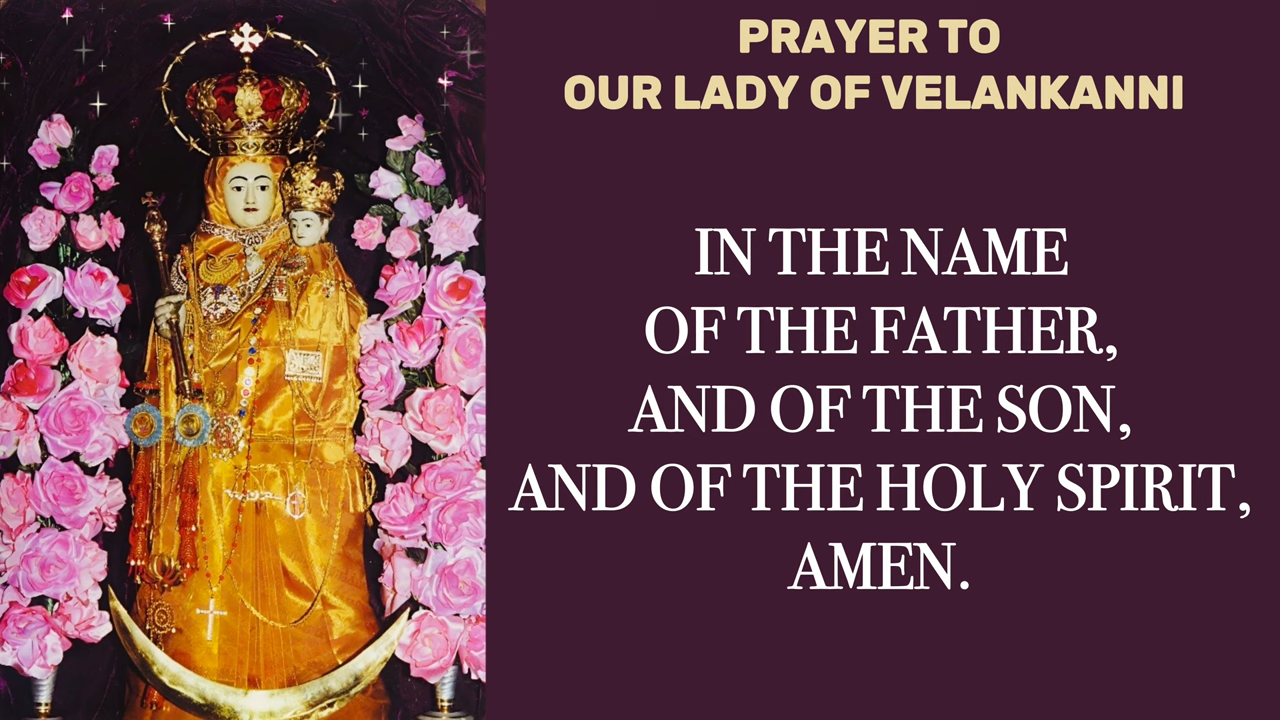 PRAYER TO
OUR LADY OF VELANKANNI
IN THE NAME
OF THE FATHER,
AND OF THE SON,
AND OF THE HOLY SPIRIT,
AMEN.